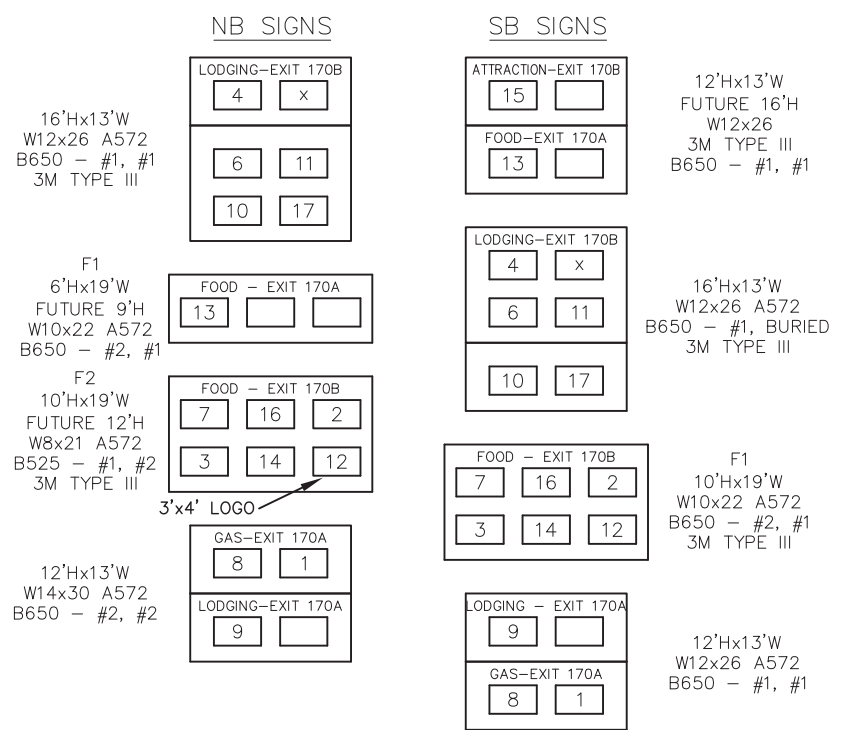 NB SIGNS
16'Hx13'W
W12x26 A572
B650 – #1, #1
3M TYPE III
LODGING–EXIT 170B
4 x
6 11
10 17
F1
6'Hx19'W
FUTURE 9'H
W10x22 A572
B650 – #2, #1
FOOD – EXIT 170A
13
F2
10'Hx19'W
FUTURE 12'H
W8x21 A572
B525 – #1, #2
3M TYPE III
FOOD – EXIT 170B
7 16 2
3 14 12
3'x4' LOGO
12'Hx13'W
W14x30 A572
B650 – #2, #2
GAS–EXIT 170A
8 1
LODGING–EXIT 170A
9
SB SIGNS
ATTRACTION–EXIT 170B
15
FOOD–EXIT 170A
13
12'Hx13'W
FUTURE 16'H
W12x26
3M TYPE III
B650 – #1, #1
LODGING–EXIT 170B
4 x
6 11
10 17
16'Hx13'W
W12x26 A572
B650 – #1, BURIED
3M TYPE III
FOOD – EXIT 170B
7 16 2
3 14 12
F1
10'Hx19'W
W10x22 A572
B650 – #2, #1
3M TYPE III
LODGING – EXIT 170A
9
GAS–EXIT 170A
8 1
12'Hx13'W
W12x26 A572
B650 – #1, #1